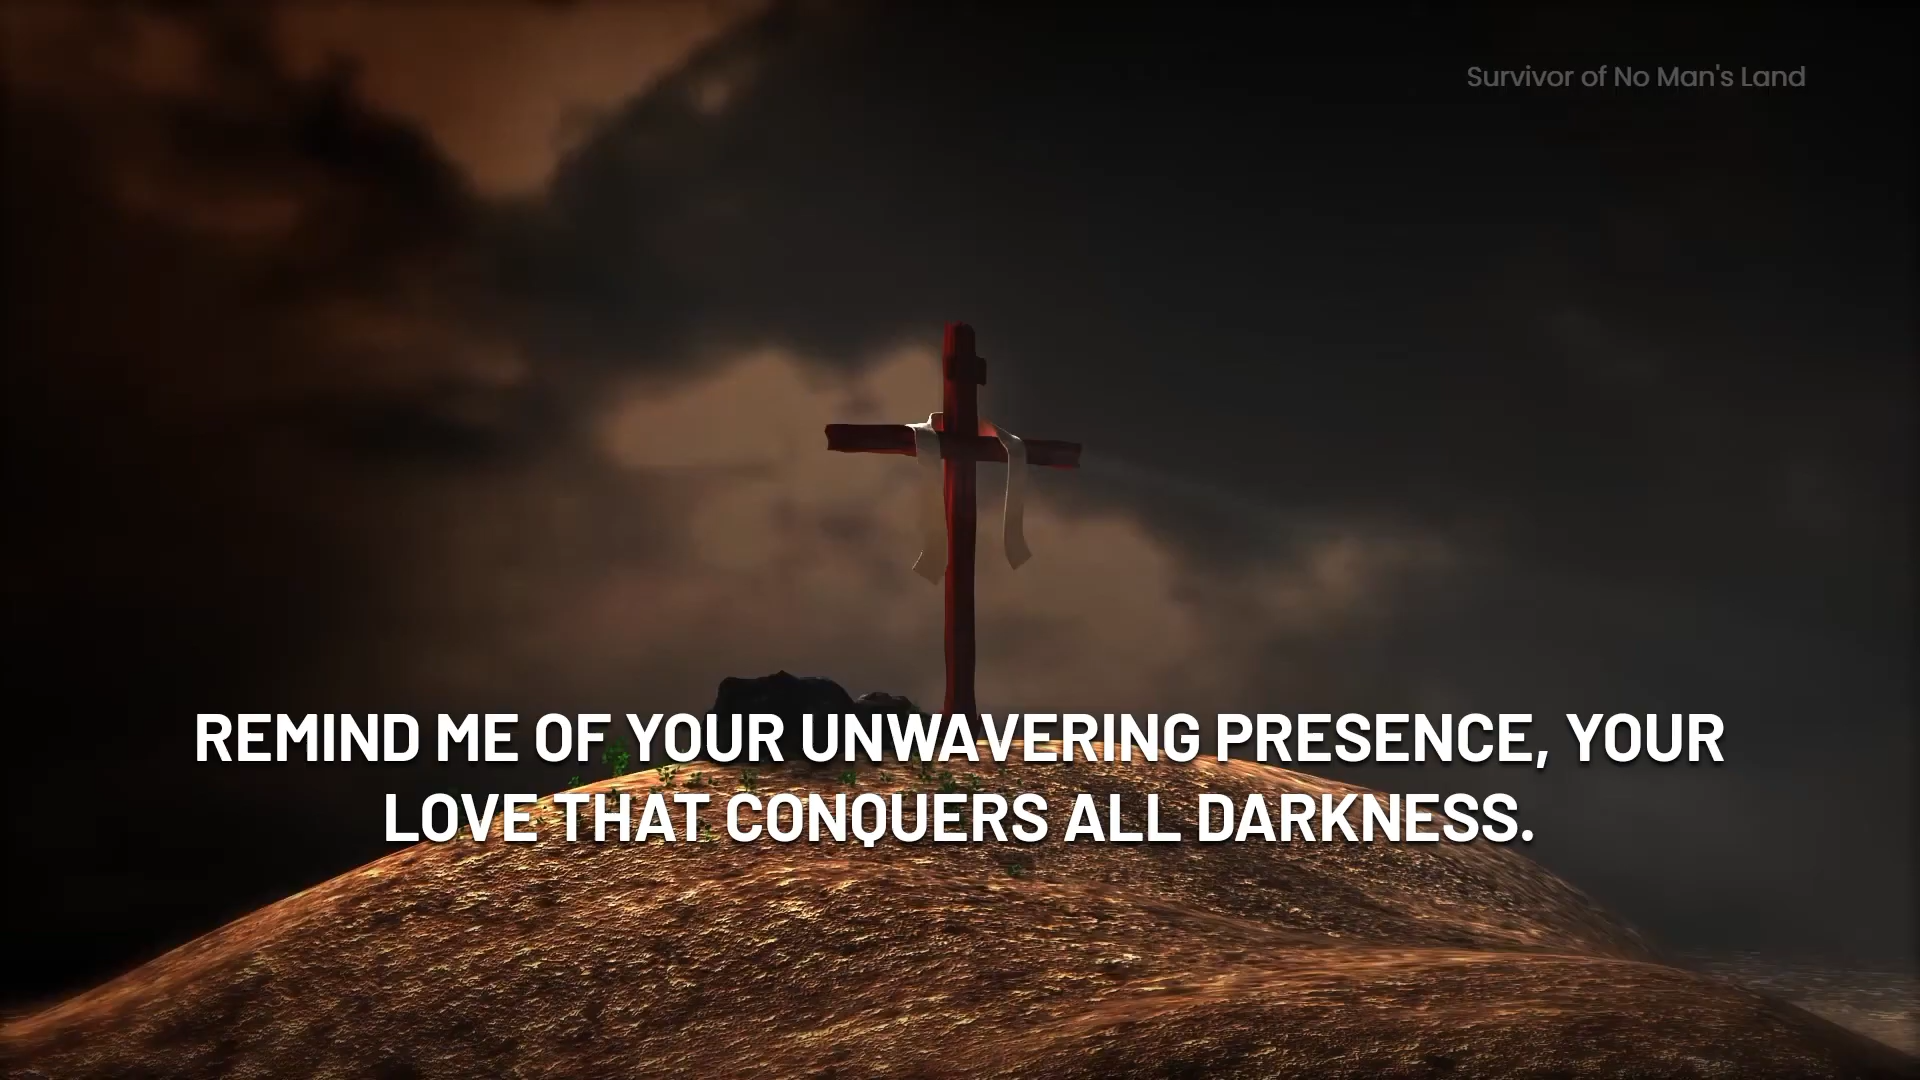 Survivor of No Man's Land
REMIND ME OF YOUR UNWAVERING PRESENCE, YOUR
LOVE THAT CONQUERS ALL DARKNESS.